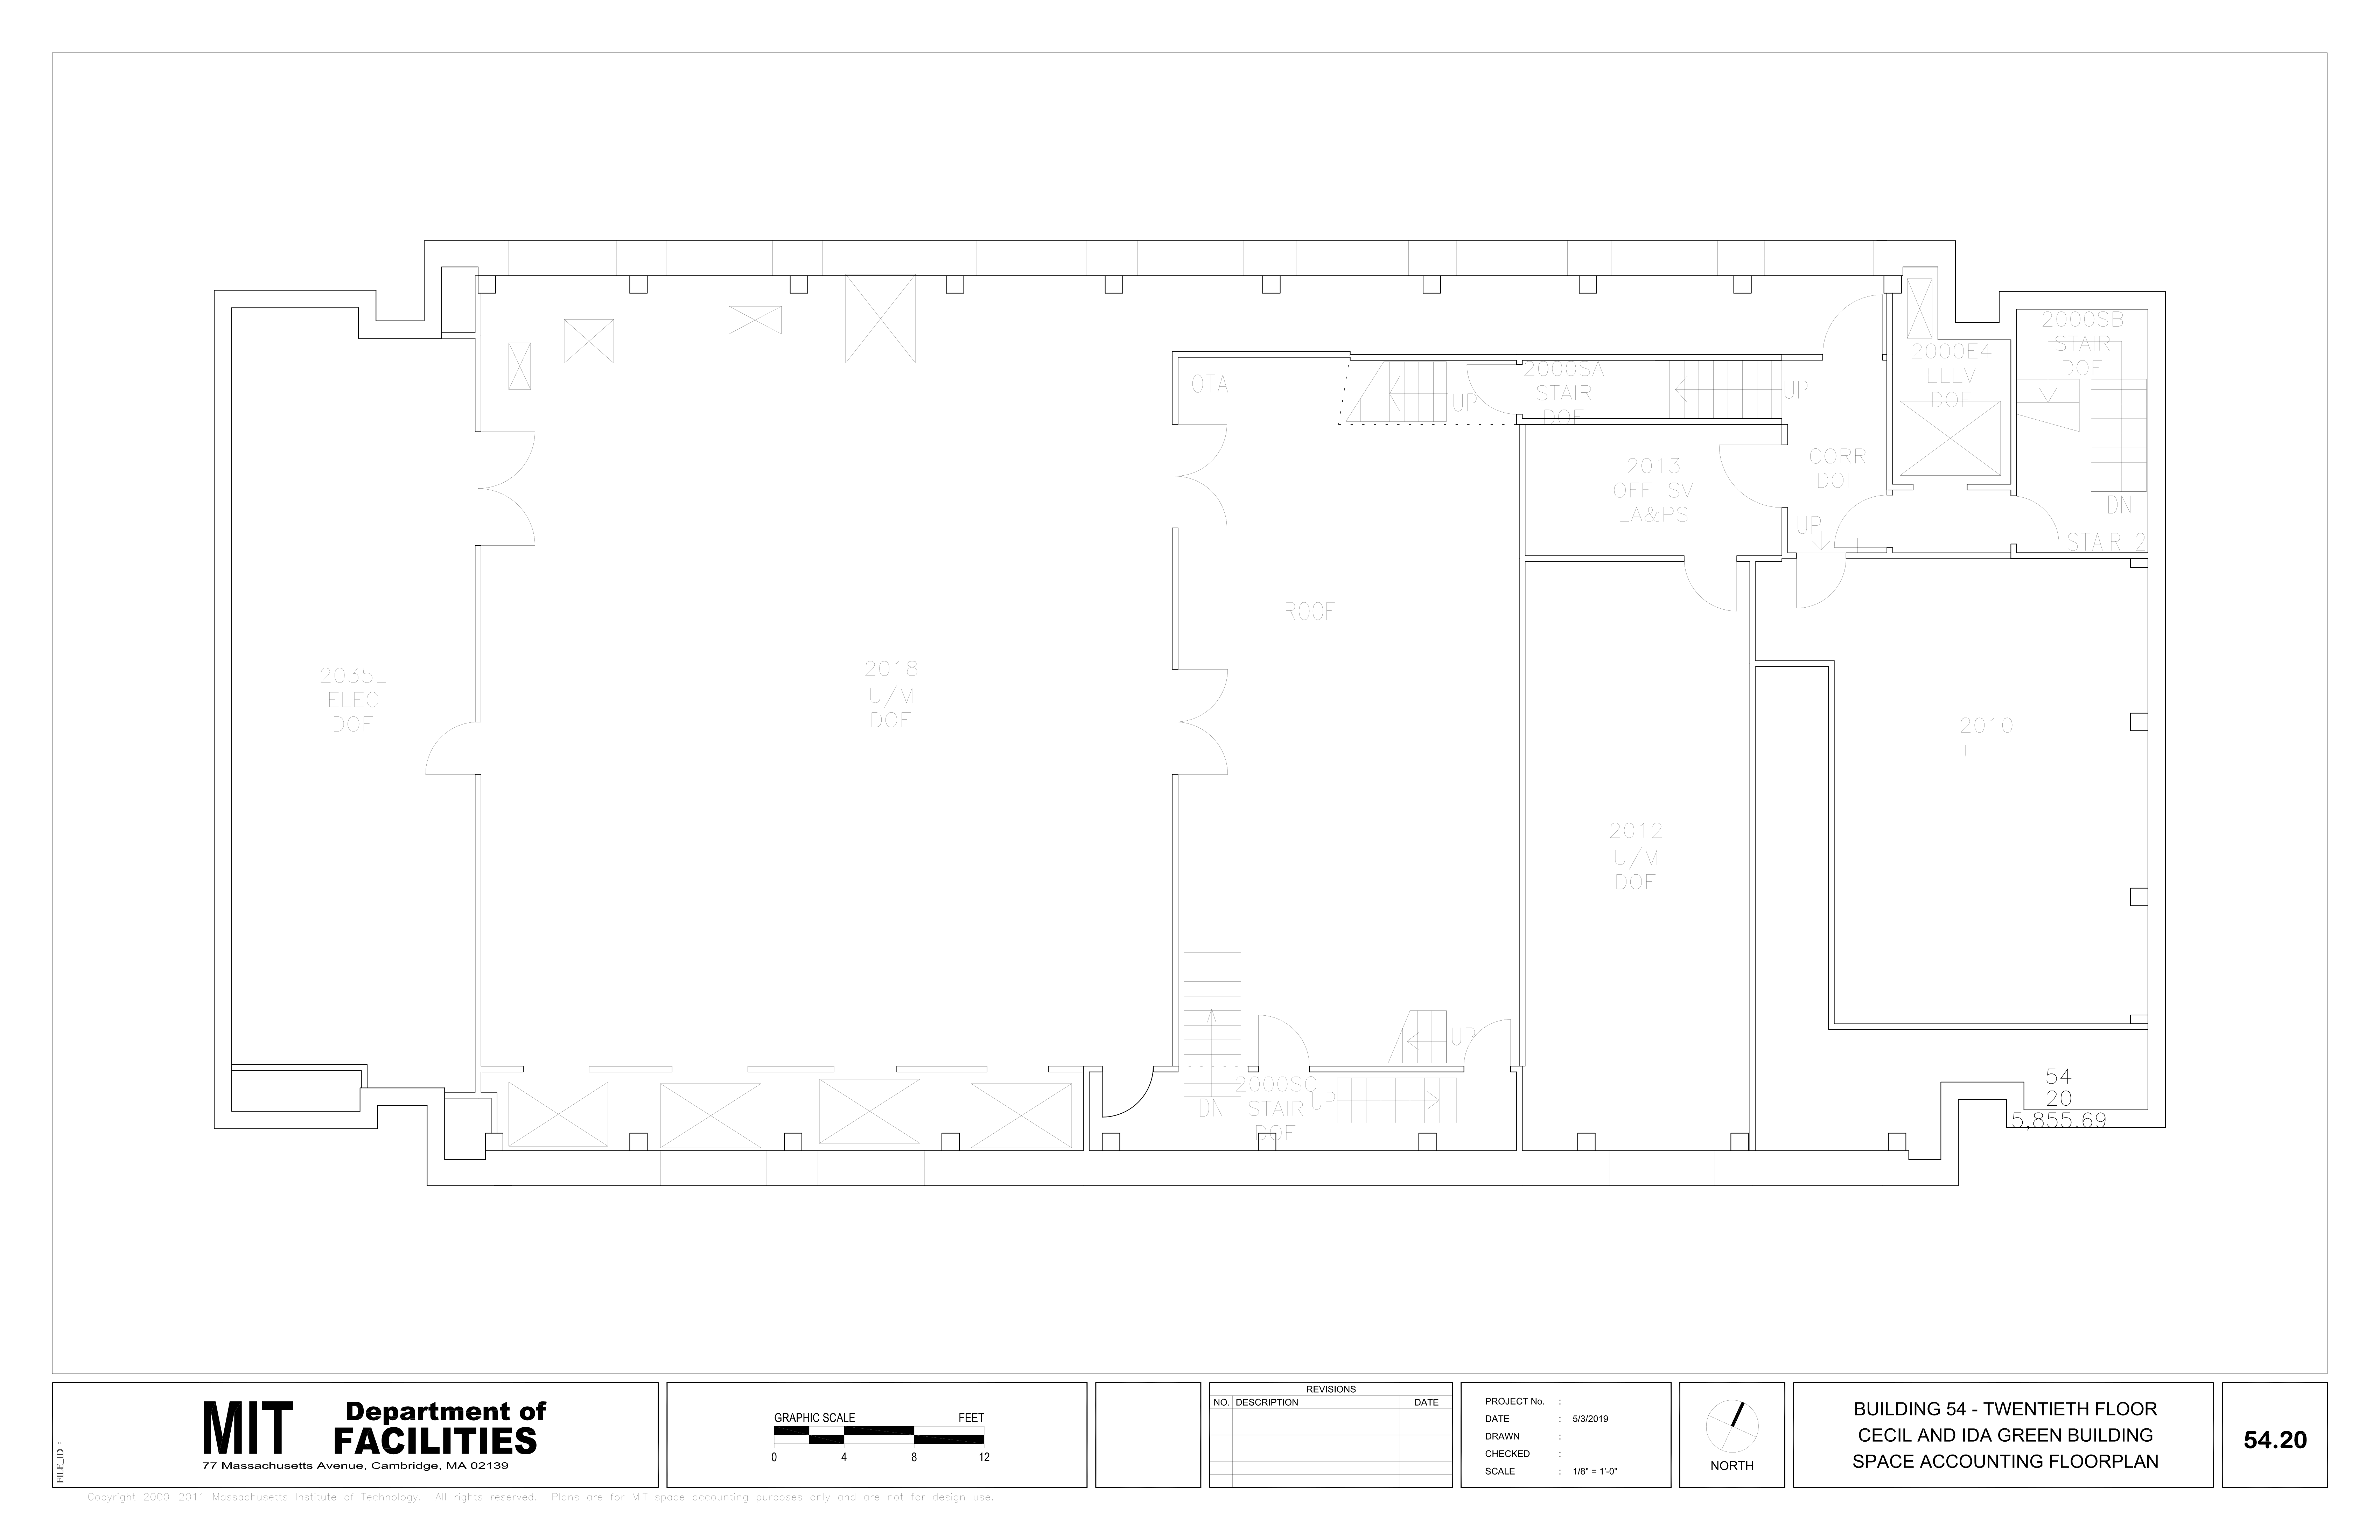 2000SB
STAIR
DOF
2000E4
ELEV
DOF
2000SA
STAIR
DOF
OTA
UP
UP
CORR
DOF
2013
OFF SV
EA&PS
UP
DN
STAIR 2
ROOF
2035E
ELEC
DOF
2018
U/M
DOF
2010
2012
U/M
DOF
UP
2000SC
STAIR
DOF
UP
DN
54
20
5,855.69
FILE_ID :
MIT Department of
FACILITIES
77 Massachusetts Avenue, Cambridge, MA 02139
GRAPHIC SCALE FEET
0 4 8 12
REVISIONS
NO. DESCRIPTION DATE
PROJECT No. :
DATE : 5/3/2019
DRAWN :
CHECKED :
SCALE : 1/8" = 1'-0"
NORTH
BUILDING 54 - TWENTIETH FLOOR
CECIL AND IDA GREEN BUILDING
SPACE ACCOUNTING FLOORPLAN
54.20
Copyright 2000-2011 Massachusetts Institute of Technology. All rights reserved. Plans are for MIT space accounting purposes only and are not for design use.